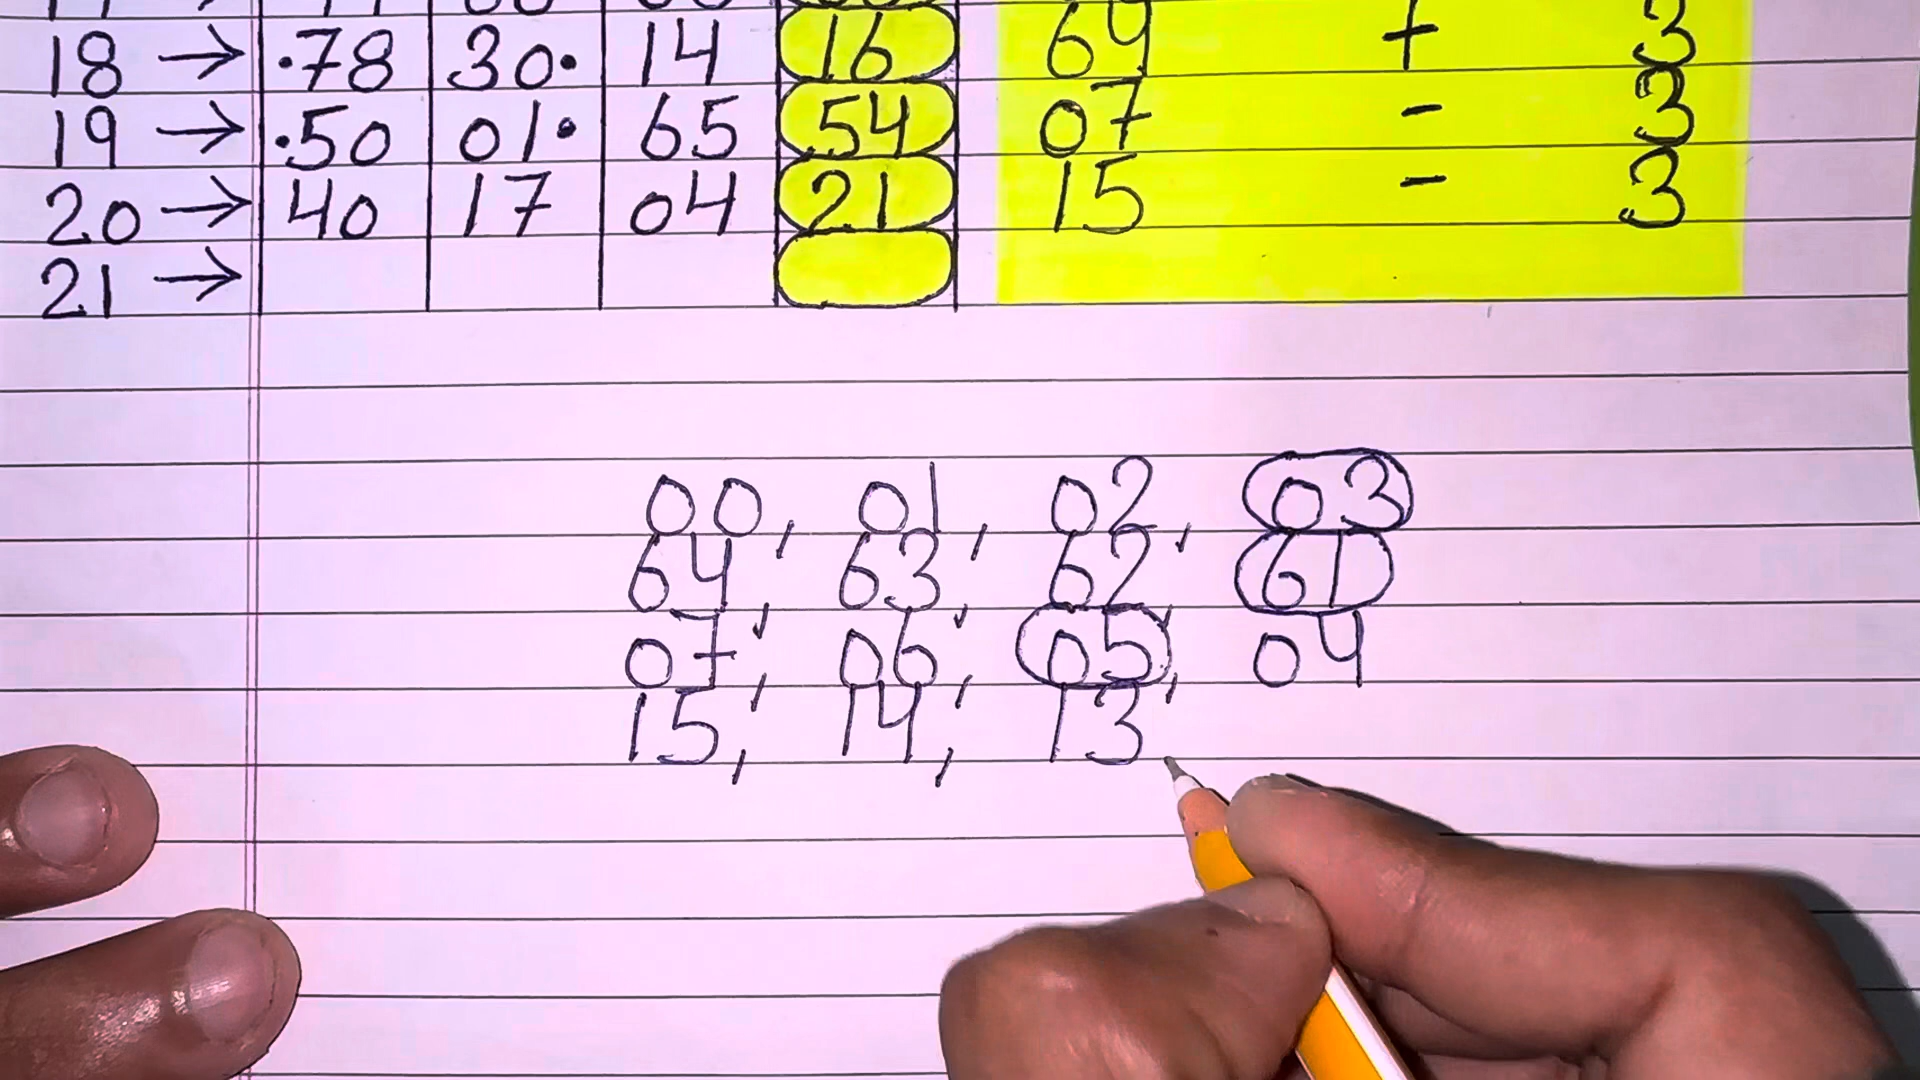 18 → .78 30. 14 16 69 + 3
19 → .50 01. 65 54 07 - 3
20 → 40 17 04 21 15 - 3
21 →
00, 01, 02, 03
64, 63, 62, 61
07, 06, 05, 04
15, 14, 13